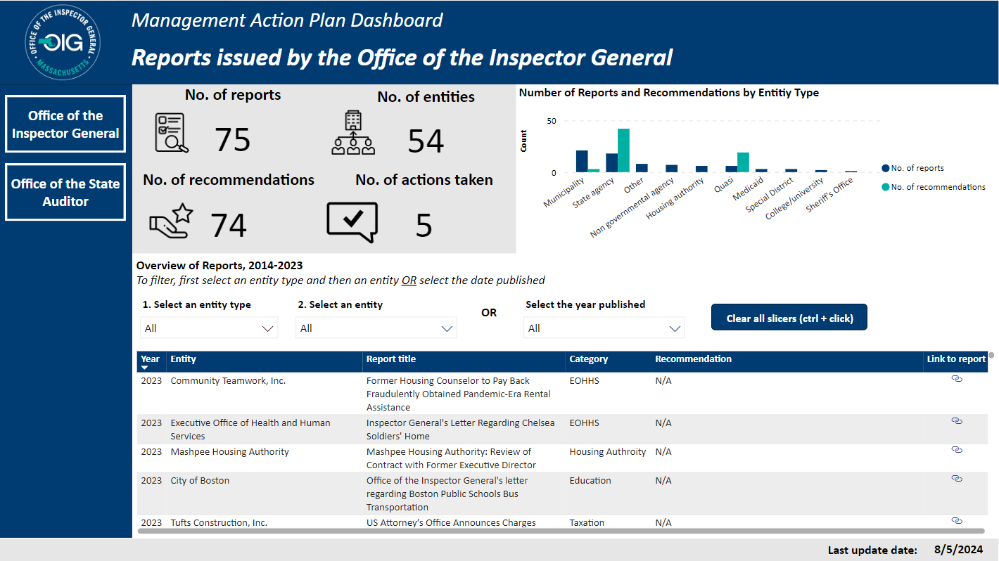 OFFICE OF THE INSPECTOR GENERAL
OIG
MASSACHUSETTS
Management Action Plan Dashboard
Reports issued by the Office of the Inspector General
Office of the
Inspector General
Office of the State
Auditor
No. of reports
75
No. of entities
54
No. of recommendations
74
No. of actions taken
5
Number of Reports and Recommendations by Entitiy Type
Count
50
0
Municipality
State agency
Other
Non governmental agency
Housing authority
Quasi
Medicaid
Special District
College/university
Sheriff's Office
No. of reports
No. of recommendations
Overview of Reports, 2014-2023
To filter, first select an entity type and then an entity OR select the date published
1. Select an entity type
All
2. Select an entity
All
OR
Select the year published
All
Clear all slicers (ctrl + click)
Year Entity Report title Category Recommendation Link to report
2023 Community Teamwork, Inc. Former Housing Counselor to Pay Back EOHHS N/A
Fraudulently Obtained Pandemic-Era Rental
Assistance
2023 Executive Office of Health and Human Inspector General's Letter Regarding Chelsea EOHHS N/A
Services Soldiers' Home
2023 Mashpee Housing Authority Mashpee Housing Authority: Review of Housing Authroity N/A
Contract with Former Executive Director
2023 City of Boston Office of the Inspector General's letter Education N/A
regarding Boston Public Schools Bus
Transportation
2023 Tufts Construction, Inc. US Attorney's Office Announces Charges Taxation N/A
Last update date: 8/5/2024